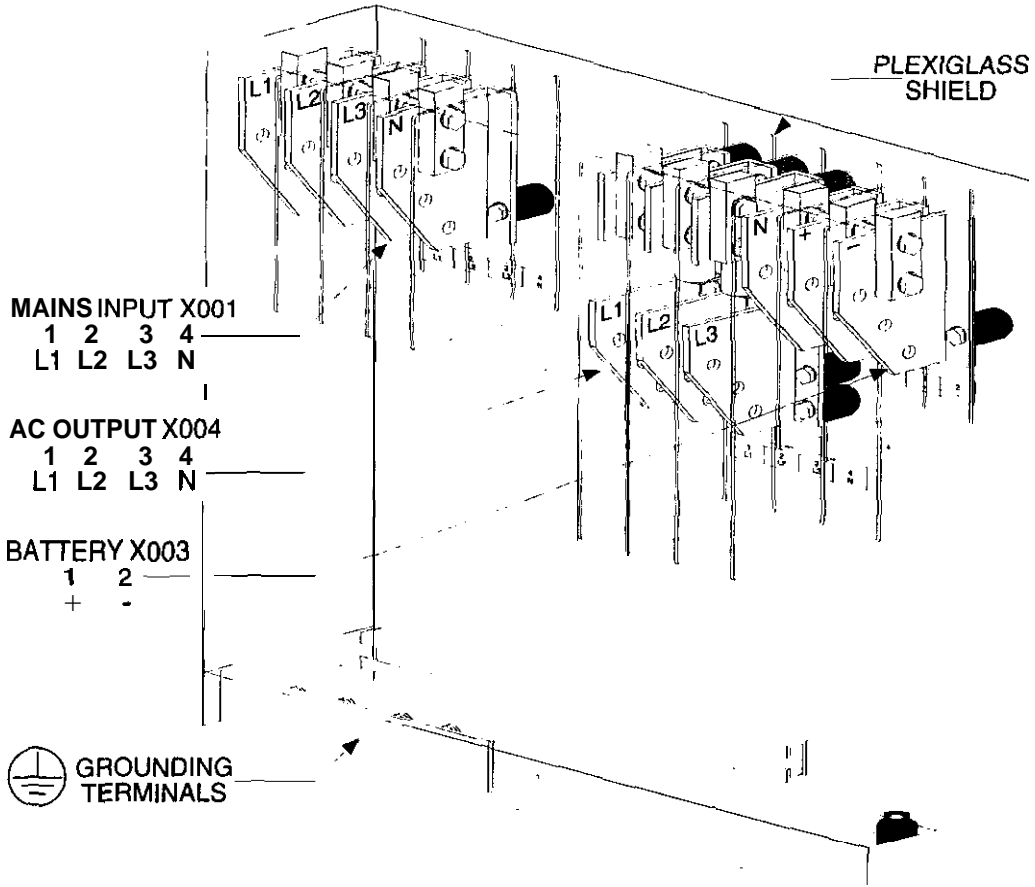 PLEXIGLASS
SHIELD
L1
L2
L3
N
N
+
-
L1
L2
L3
MAINS INPUT X001
1 2 3 4
L1 L2 L3 N
AC OUTPUT X004
1 2 3 4
L1 L2 L3 N
BATTERY X003
1 2
+ -
GROUNDING
TERMINALS